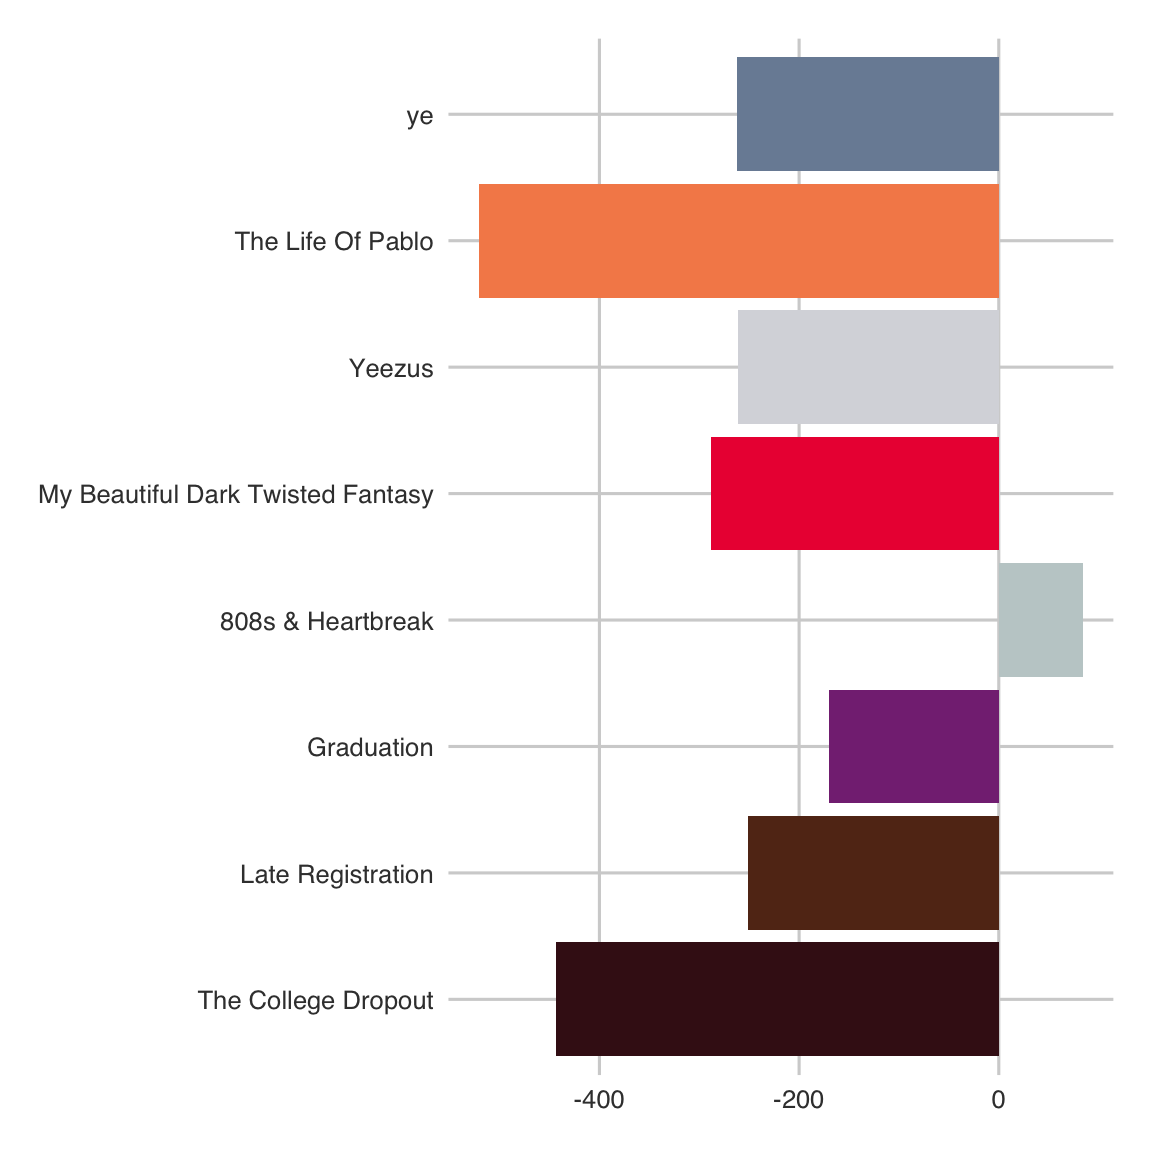 ye
The Life Of Pablo
Yeezus
My Beautiful Dark Twisted Fantasy
808s & Heartbreak
Graduation
Late Registration
The College Dropout
-400 -200 0